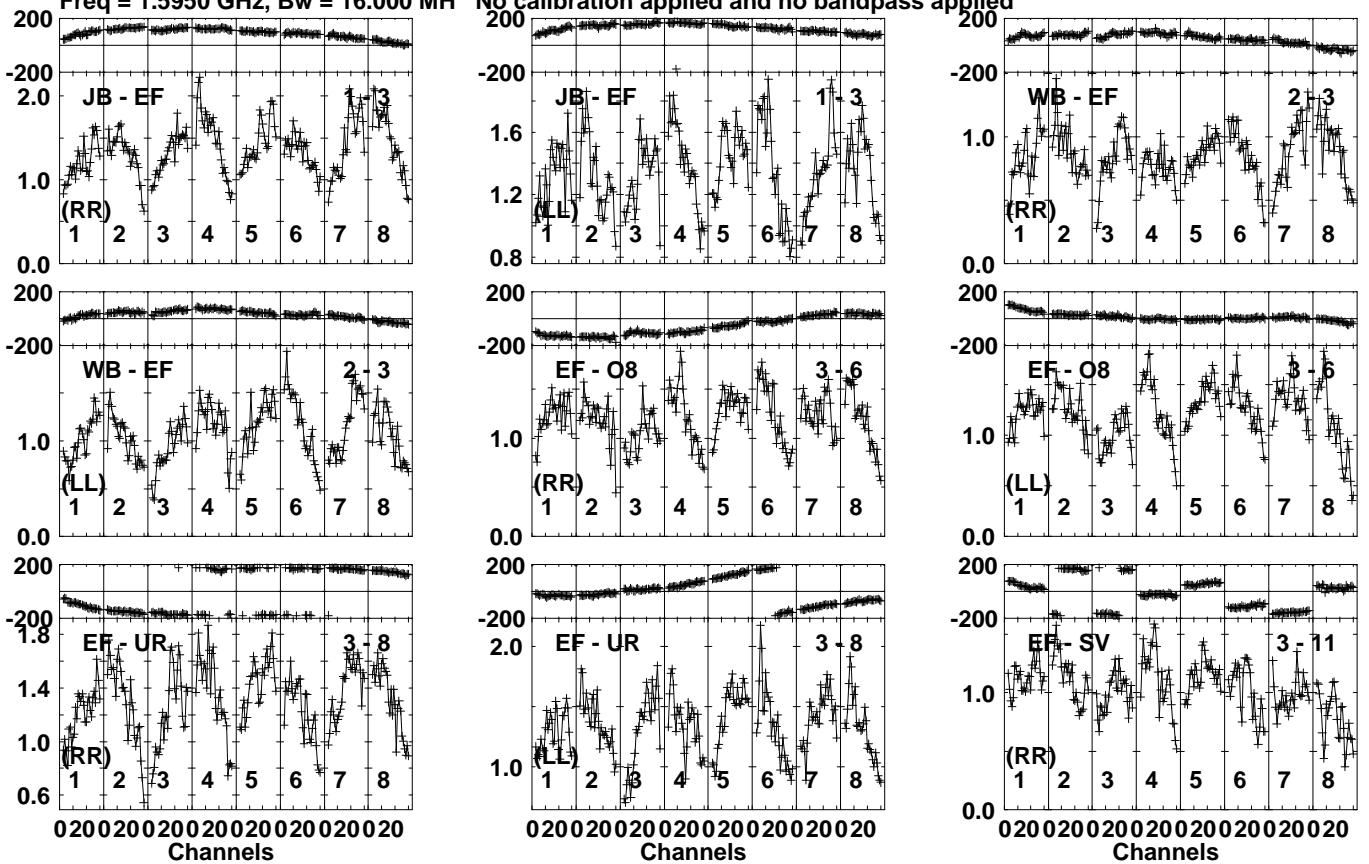 Freq = 1.5950 GHz, Bw = 16.000 MH No calibration applied and no bandpass applied
200 200 200
-200 -200 -200
2.0 JB - EF 1 - 3 JB - EF 1 - 3 WB - EF 2 - 3
1.6 1.0
1.0 1.2
(RR) (LL) 1.0 (RR)
1 2 3 4 5 6 7 8 1 2 3 4 5 6 7 8 1 2 3 4 5 6 7 8
0.0 0.8 0.0
200 200 200
-200 -200 -200
WB - EF 2 - 3 EF - O8 3 - 6 EF - O8 3 - 6
1.0 1.0 1.0
(LL) (RR) (LL)
1 2 3 4 5 6 7 8 1 2 3 4 5 6 7 8 1 2 3 4 5 6 7 8
0.0 0.0 0.0
200 200 200
-200 -200 -200
1.8 EF - UR 3 - 8 2.0 EF - UR 3 - 8 EF - SV 3 - 11
1.4 1.0
1.0 (RR) 1.0 (LL) (RR)
1 2 3 4 5 6 7 8 1 2 3 4 5 6 7 8 1 2 3 4 5 6 7 8
0.6 0.0
0 20 0 20 0 20 0 20 0 20 0 20 0 20 0 20 0 20 0 20 0 20 0 20 0 20 0 20 0 20 0 20 0 20 0 20 0 20 0 20 0 20 0 20 0 20 0 20
Channels Channels Channels